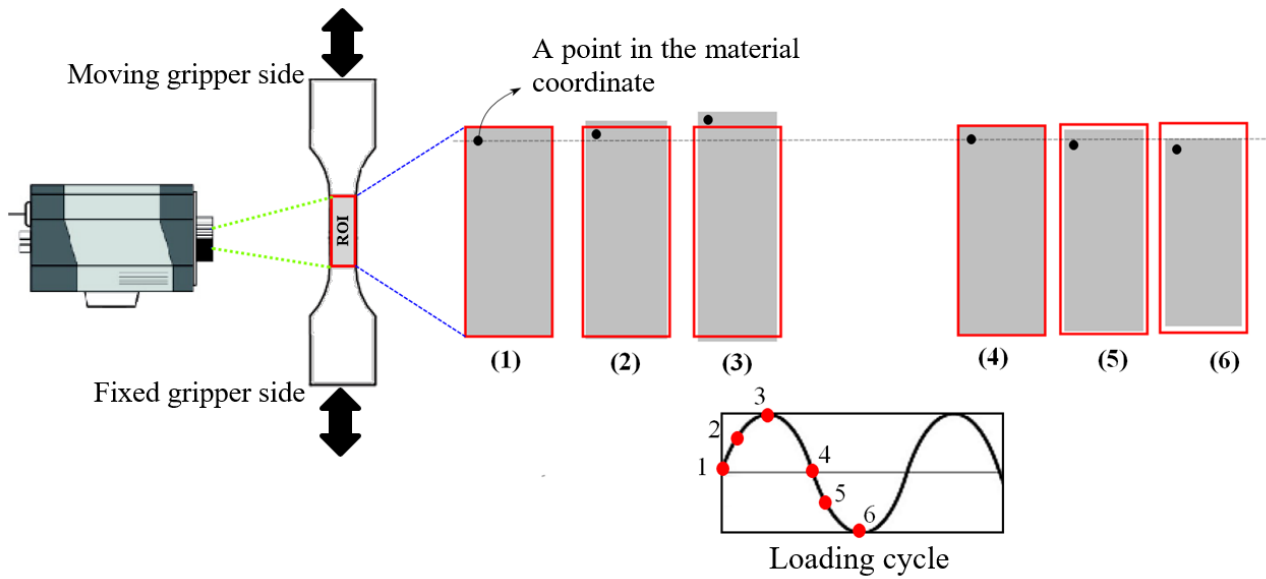 Moving gripper side
A point in the material
coordinate
ROI
(1)
(2)
(3)
(4)
(5)
(6)
Fixed gripper side
3
2
1
4
5
6
Loading cycle